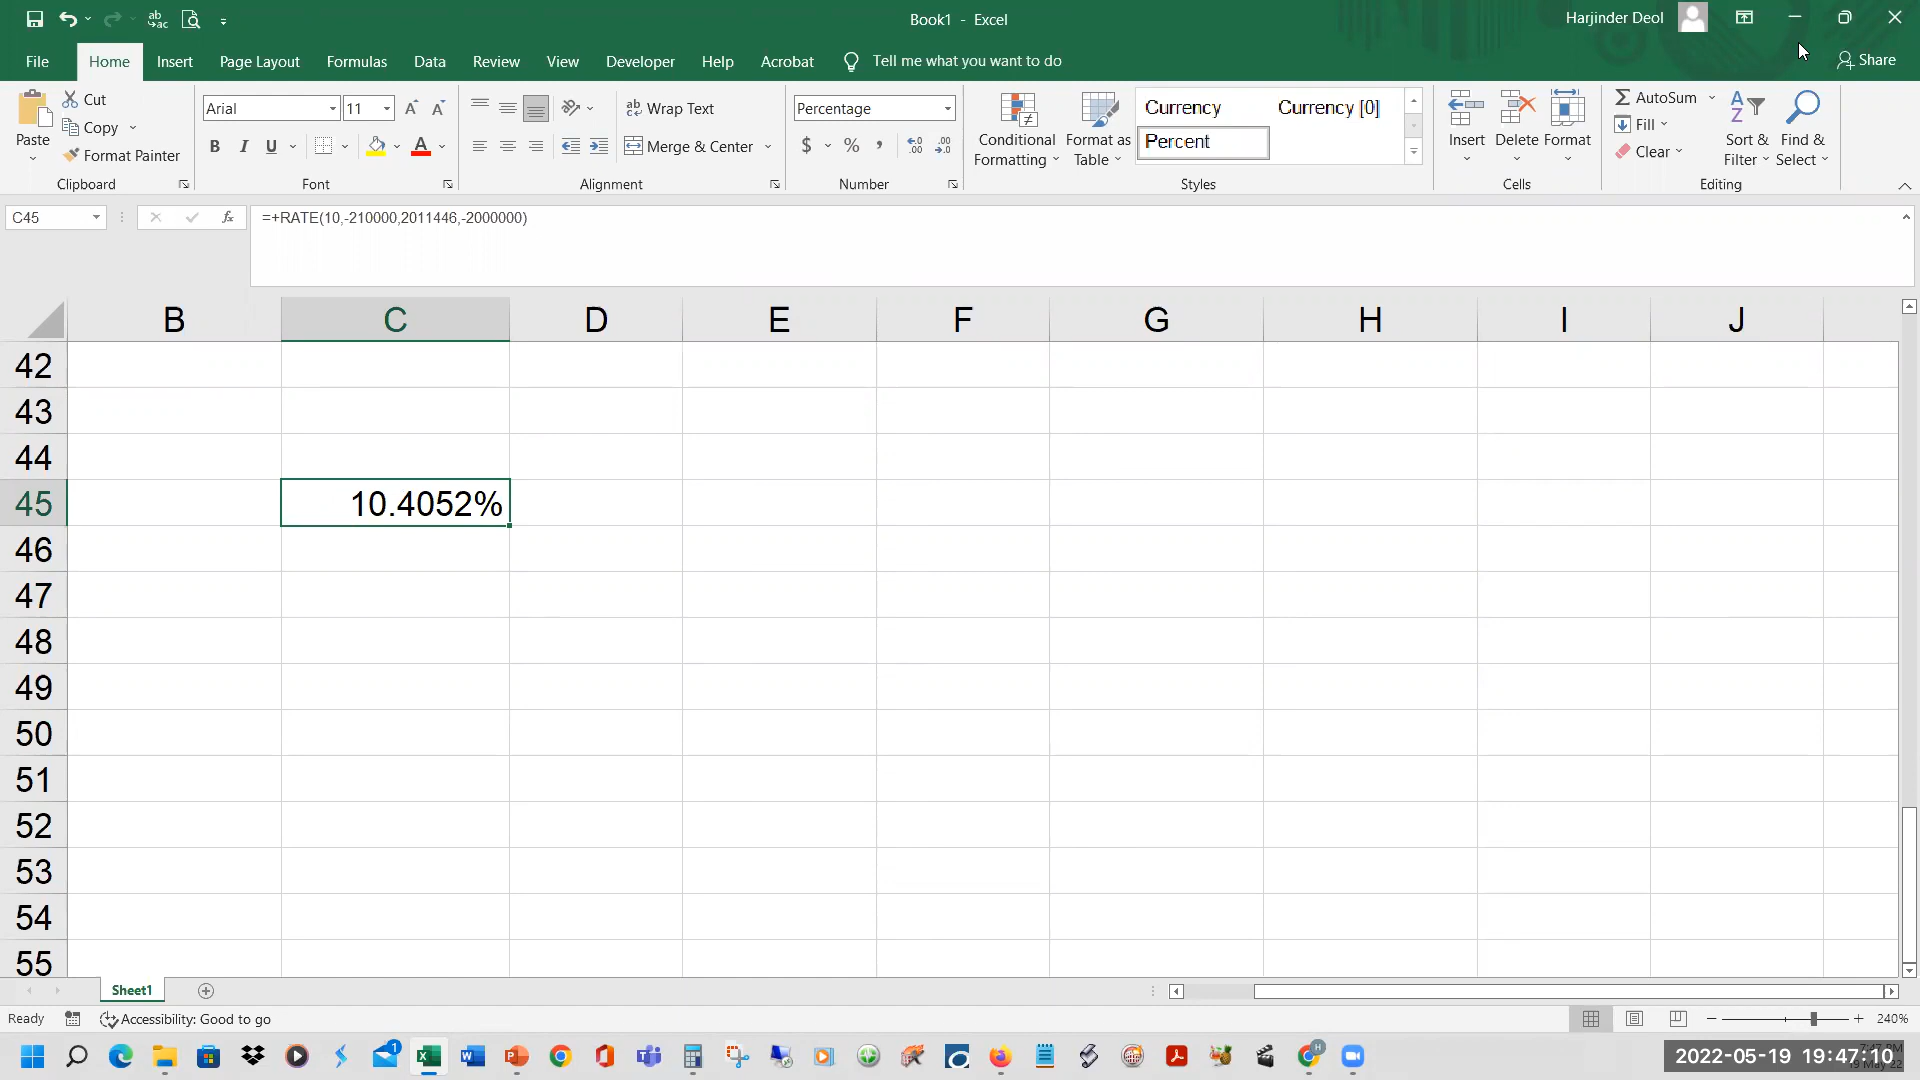 Book1 - Excel
Harjinder Deol
File Home Insert Page Layout Formulas Data Review View Developer Help Acrobat Tell me what you want to do Share
Paste
Cut
Copy
Format Painter
Clipboard
Arial 11
B I U
Font
Wrap Text
Merge & Center
Alignment
Percentage
$ % ,
Number
Conditional Formatting
Format as Table
Currency Currency [0]
Percent
Styles
Insert Delete Format
Cells
AutoSum
Fill
Clear
Sort & Filter
Find & Select
Editing
C45 fx =+RATE(10,-210000,2011446,-2000000)
B C D E F G H I J
42
43
44
45 10.4052%
46
47
48
49
50
51
52
53
54
55
Sheet1
Ready Accessibility: Good to go 240%
2022-05-19 19:47:10